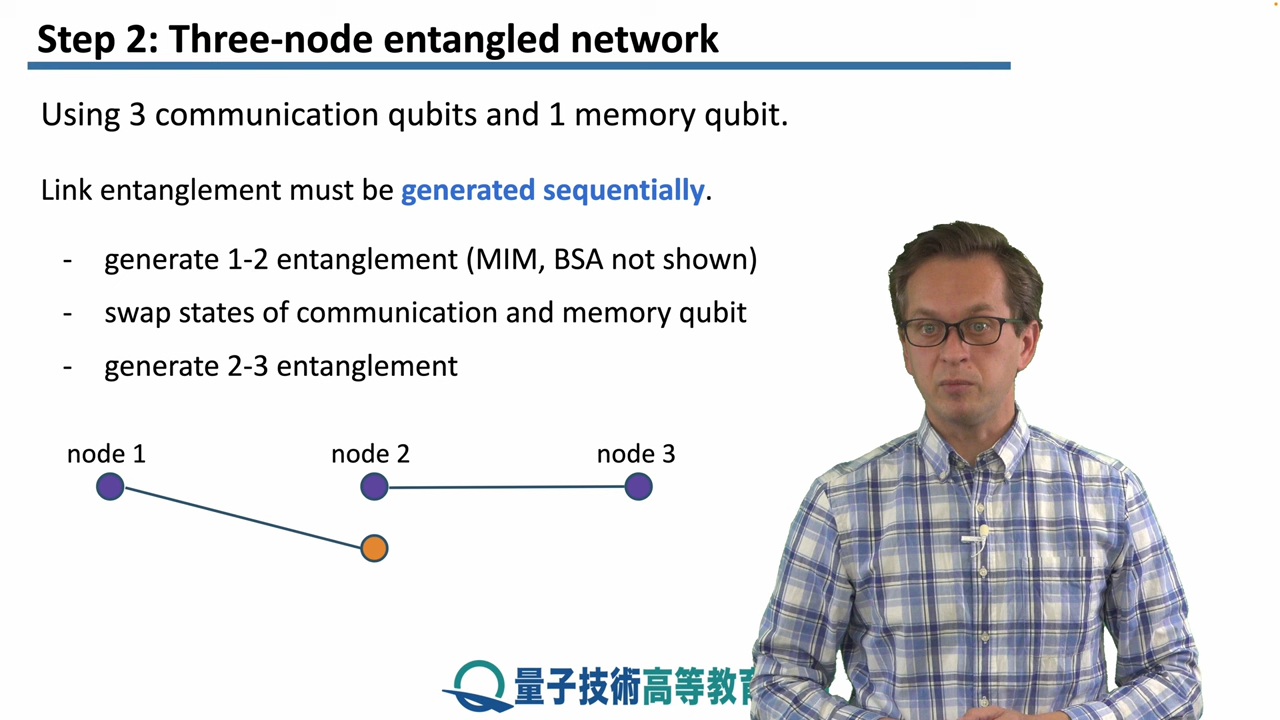 Step 2: Three-node entangled network
Using 3 communication qubits and 1 memory qubit.
Link entanglement must be generated sequentially.
- generate 1-2 entanglement (MIM, BSA not shown)
- swap states of communication and memory qubit
- generate 2-3 entanglement
node 1 node 2 node 3
量子技術高等教育